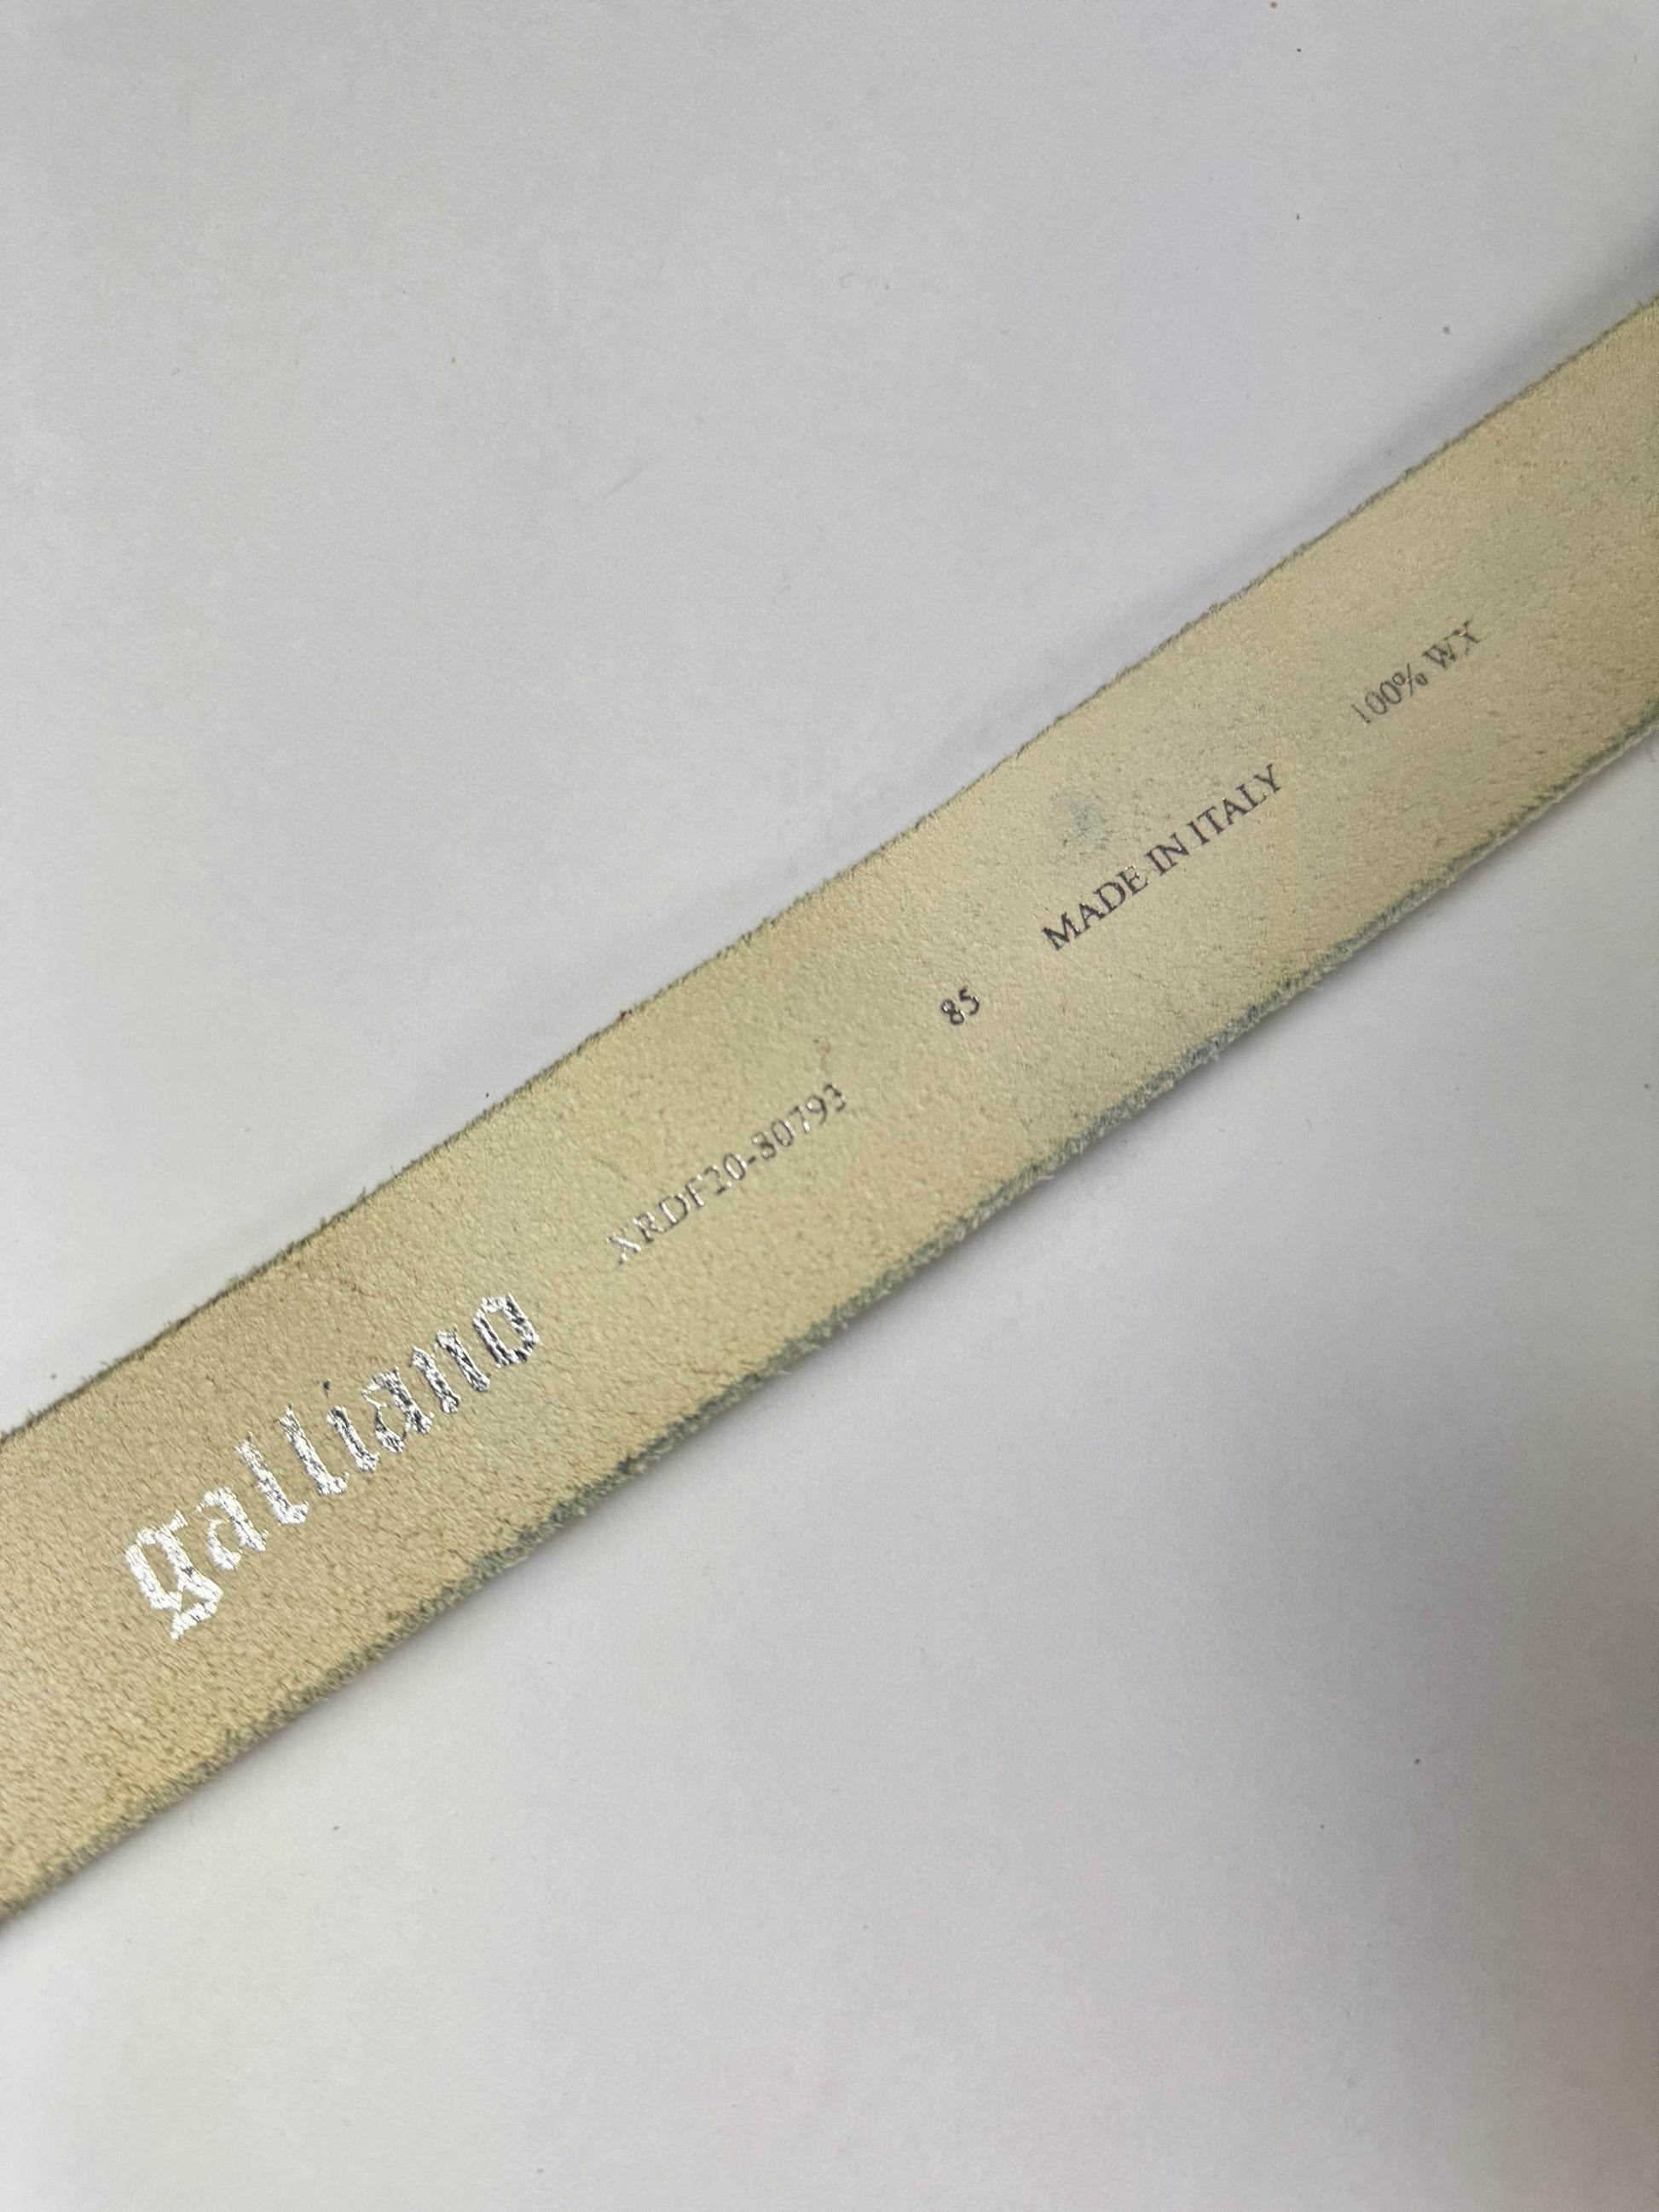 galliano
XRDF20-80793
85
MADE IN ITALY
100% WX